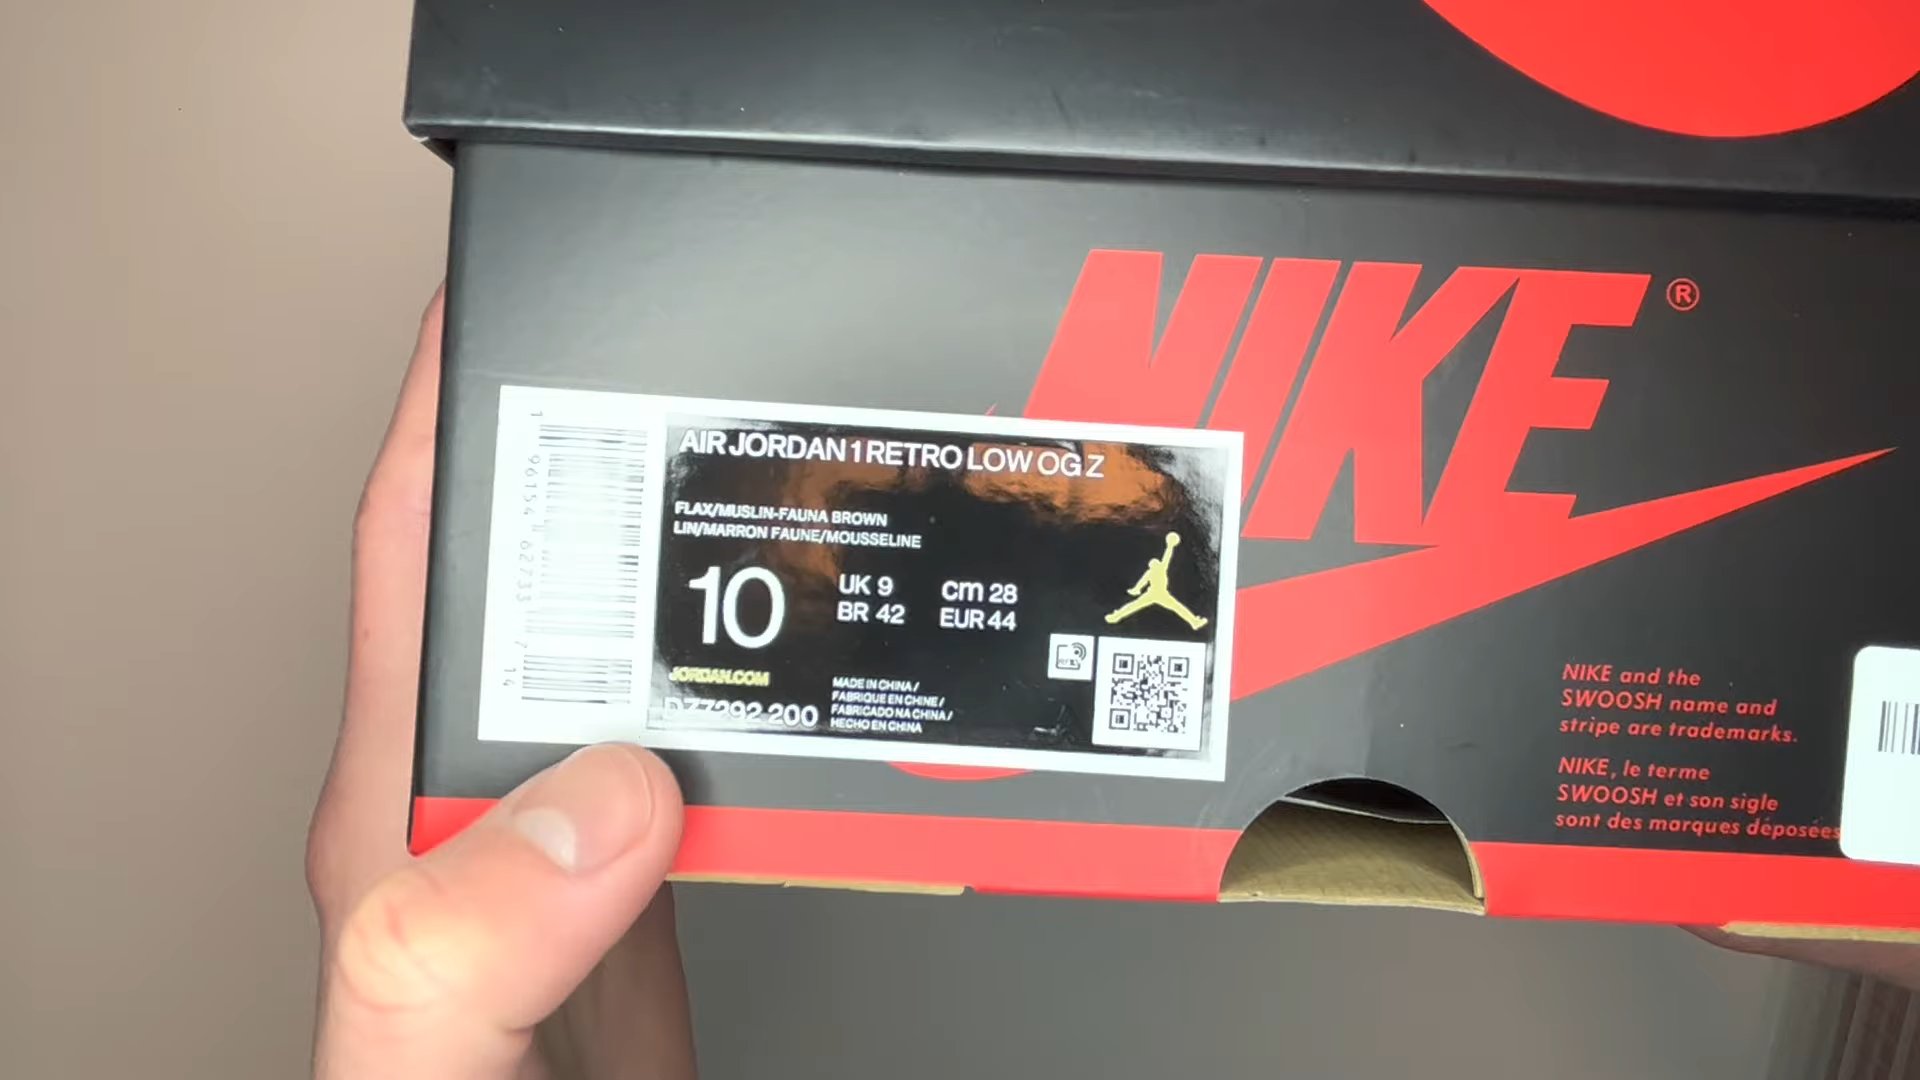 NIKE®
AIR JORDAN 1 RETRO LOW OG Z
FLAX/MUSLIN-FAUNA BROWN
LIN/MARRON FAUNE/MOUSSELINE
10
UK 9 cm 28
BR 42 EUR 44
JORDAN.COM
DZ7292 200
MADE IN CHINA /
FABRIQUE EN CHINE /
FABRICADO NA CHINA /
HECHO EN CHINA
NIKE and the
SWOOSH name and
stripe are trademarks.
NIKE, le terme
SWOOSH et son sigle
sont des marques déposées